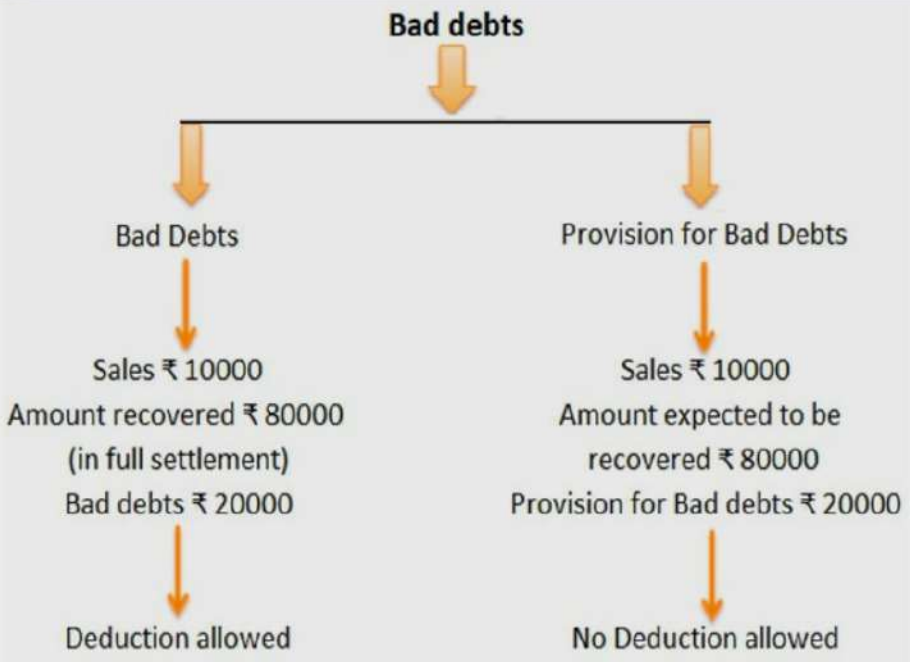 Bad debts
Bad Debts
Sales ₹ 10000
Amount recovered ₹ 80000
(in full settlement)
Bad debts ₹ 20000
Deduction allowed
Provision for Bad Debts
Sales ₹ 10000
Amount expected to be
recovered ₹ 80000
Provision for Bad debts ₹ 20000
No Deduction allowed